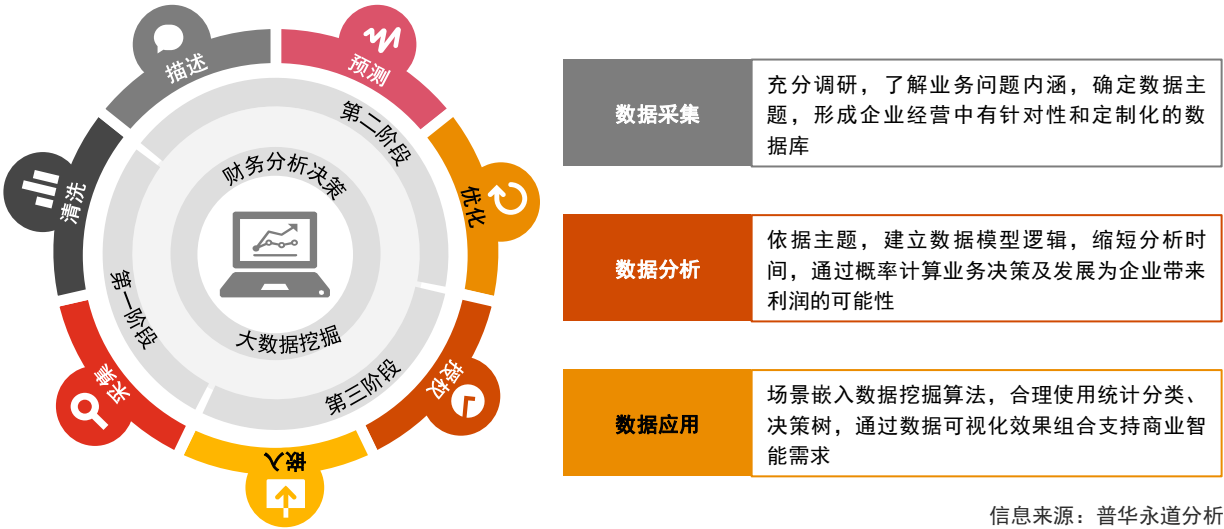 描述
预测
清洗
优化
采集
授权
嵌入
第一阶段
第二阶段
第三阶段
财务分析决策
大数据挖掘
数据采集
充分调研，了解业务问题内涵，确定数据主
题，形成企业经营中有针对性和定制化的数
据库
数据分析
依据主题，建立数据模型逻辑，缩短分析时
间，通过概率计算业务决策及发展为企业带来
利润的可能性
数据应用
场景嵌入数据挖掘算法，合理使用统计分类、
决策树，通过数据可视化效果组合支持商业智
能需求
信息来源：普华永道分析